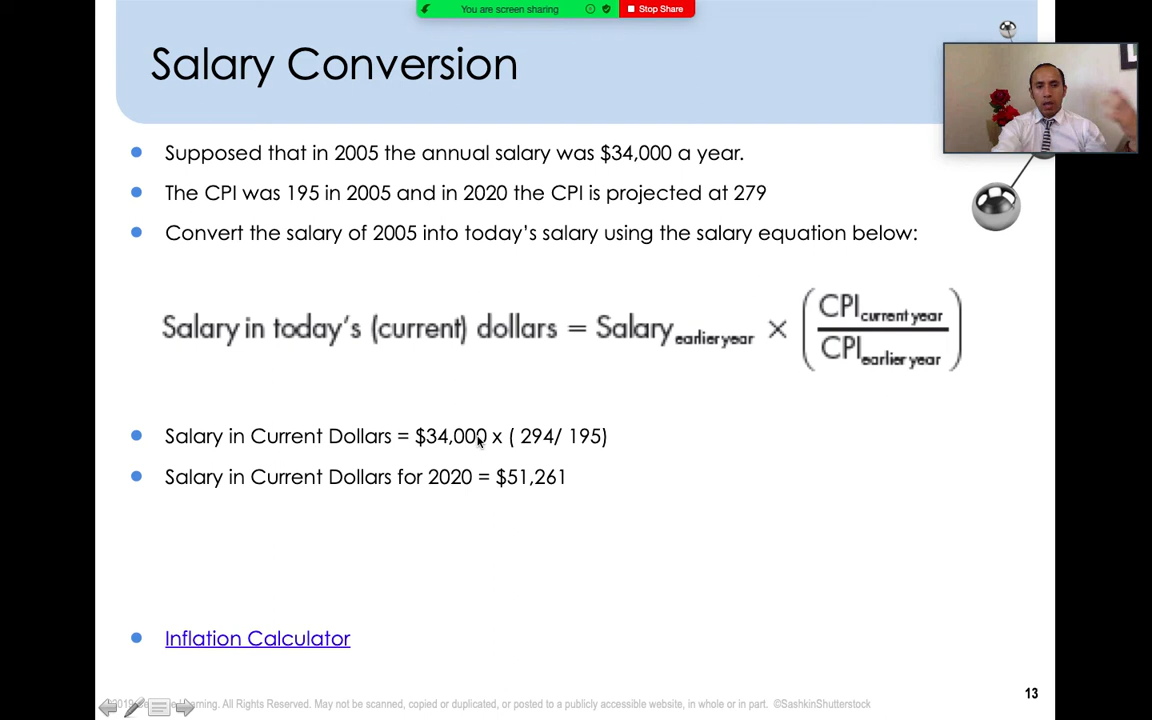 You are screen sharing
Stop Share
Salary Conversion
Supposed that in 2005 the annual salary was $34,000 a year.
The CPI was 195 in 2005 and in 2020 the CPI is projected at 279
Convert the salary of 2005 into today's salary using the salary equation below:
Salary in today's (current) dollars = Salary earlier year × (CPI current year / CPI earlier year)
Salary in Current Dollars = $34,000 x ( 294/ 195)
Salary in Current Dollars for 2020 = $51,261
Inflation Calculator
13
All Rights Reserved. May not be scanned, copied or duplicated, or posted to a publicly accessible website, in whole or in part. ©SashkinShutterstock